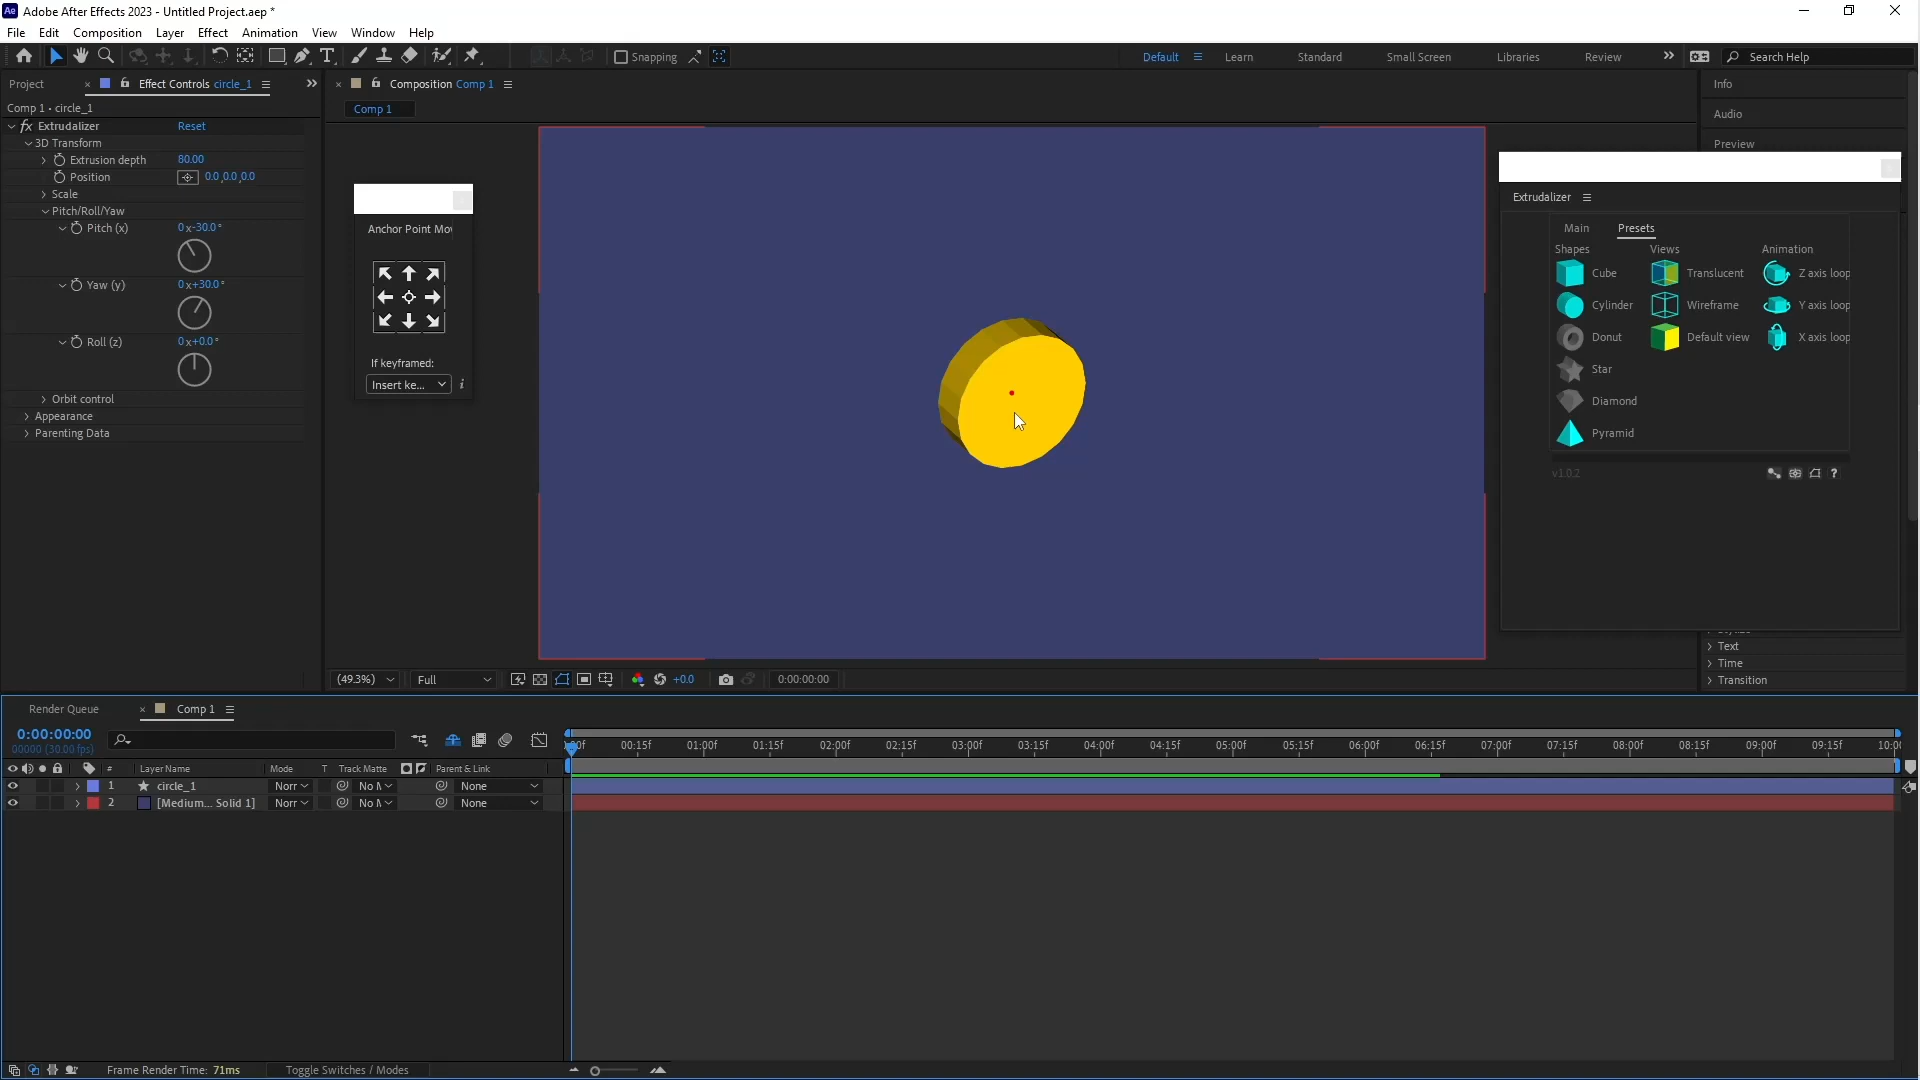 Adobe After Effects 2023 - Untitled Project.aep *
File Edit Composition Layer Effect Animation View Window Help
Snapping
Default Learn Standard Small Screen Libraries Review
Search Help
Project
Effect Controls circle_1
Comp 1 • circle_1
fx Extrudalizer Reset
3D Transform
Extrusion depth 80.00
Position 0.0,0.0,0.0
Scale
Pitch/Roll/Yaw
Pitch (x) 0x-30.0°
Yaw (y) 0x+30.0°
Roll (z) 0x+0.0°
Orbit control
Appearance
Parenting Data
Composition Comp 1
Comp 1
Anchor Point Mov
If keyframed:
Insert ke... i
(49.3%) Full +0.0 0:00:00:00
Info
Audio
Preview
Extrudalizer
Main Presets
Shapes Views Animation
Cube Translucent Z axis loop
Cylinder Wireframe Y axis loop
Donut Default view X axis loop
Star
Diamond
Pyramid
v1.0.2 ?
Text
Time
Transition
Render Queue Comp 1
0:00:00:00
00000 (30.00 fps)
00:15f 01:00f 01:15f 02:00f 02:15f 03:00f 03:15f 04:00f 04:15f 05:00f 05:15f 06:00f 06:15f 07:00f 07:15f 08:00f 08:15f 09:00f 09:15f 10:0
# Layer Name Mode T Track Matte Parent & Link
1 circle_1 Norr No M None
2 [Medium... Solid 1] Norr No M None
Frame Render Time: 71ms Toggle Switches / Modes